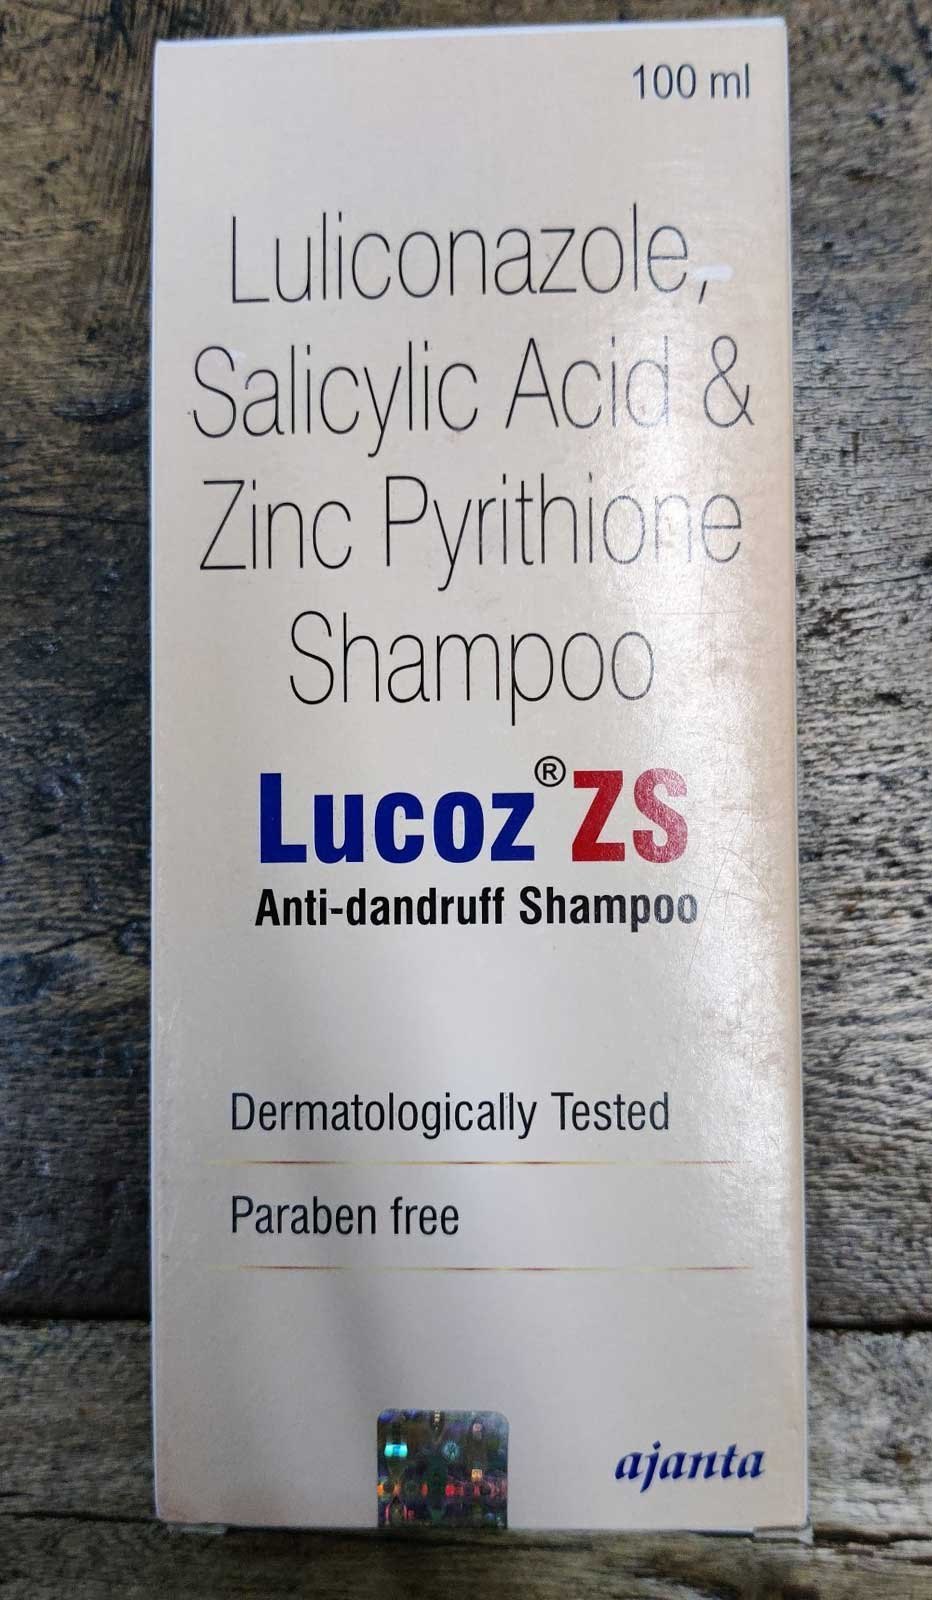 100 ml
Luliconazole,
Salicylic Acid &
Zinc Pyrithione
Shampoo
Lucoz® ZS
Anti-dandruff Shampoo
Dermatologically Tested
Paraben free
ajanta